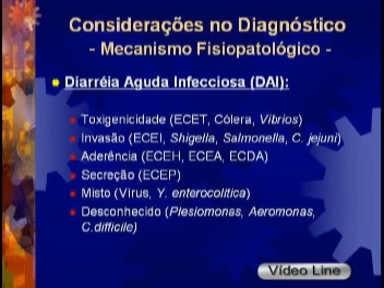 Considerações no Diagnóstico
- Mecanismo Fisiopatológico -
Diarréia Aguda Infecciosa (DAI):
Toxigenicidade (ECET, Cólera, Vibrios)
Invasão (ECEI, Shigella, Salmonella, C. jejuni)
Aderência (ECEH, ECEA, ECDA)
Secreção (ECEP)
Misto (Virus, Y. enterocolitica)
Desconhecido (Plesiomonas, Aeromonas,
C.difficile)
Vídeo Line